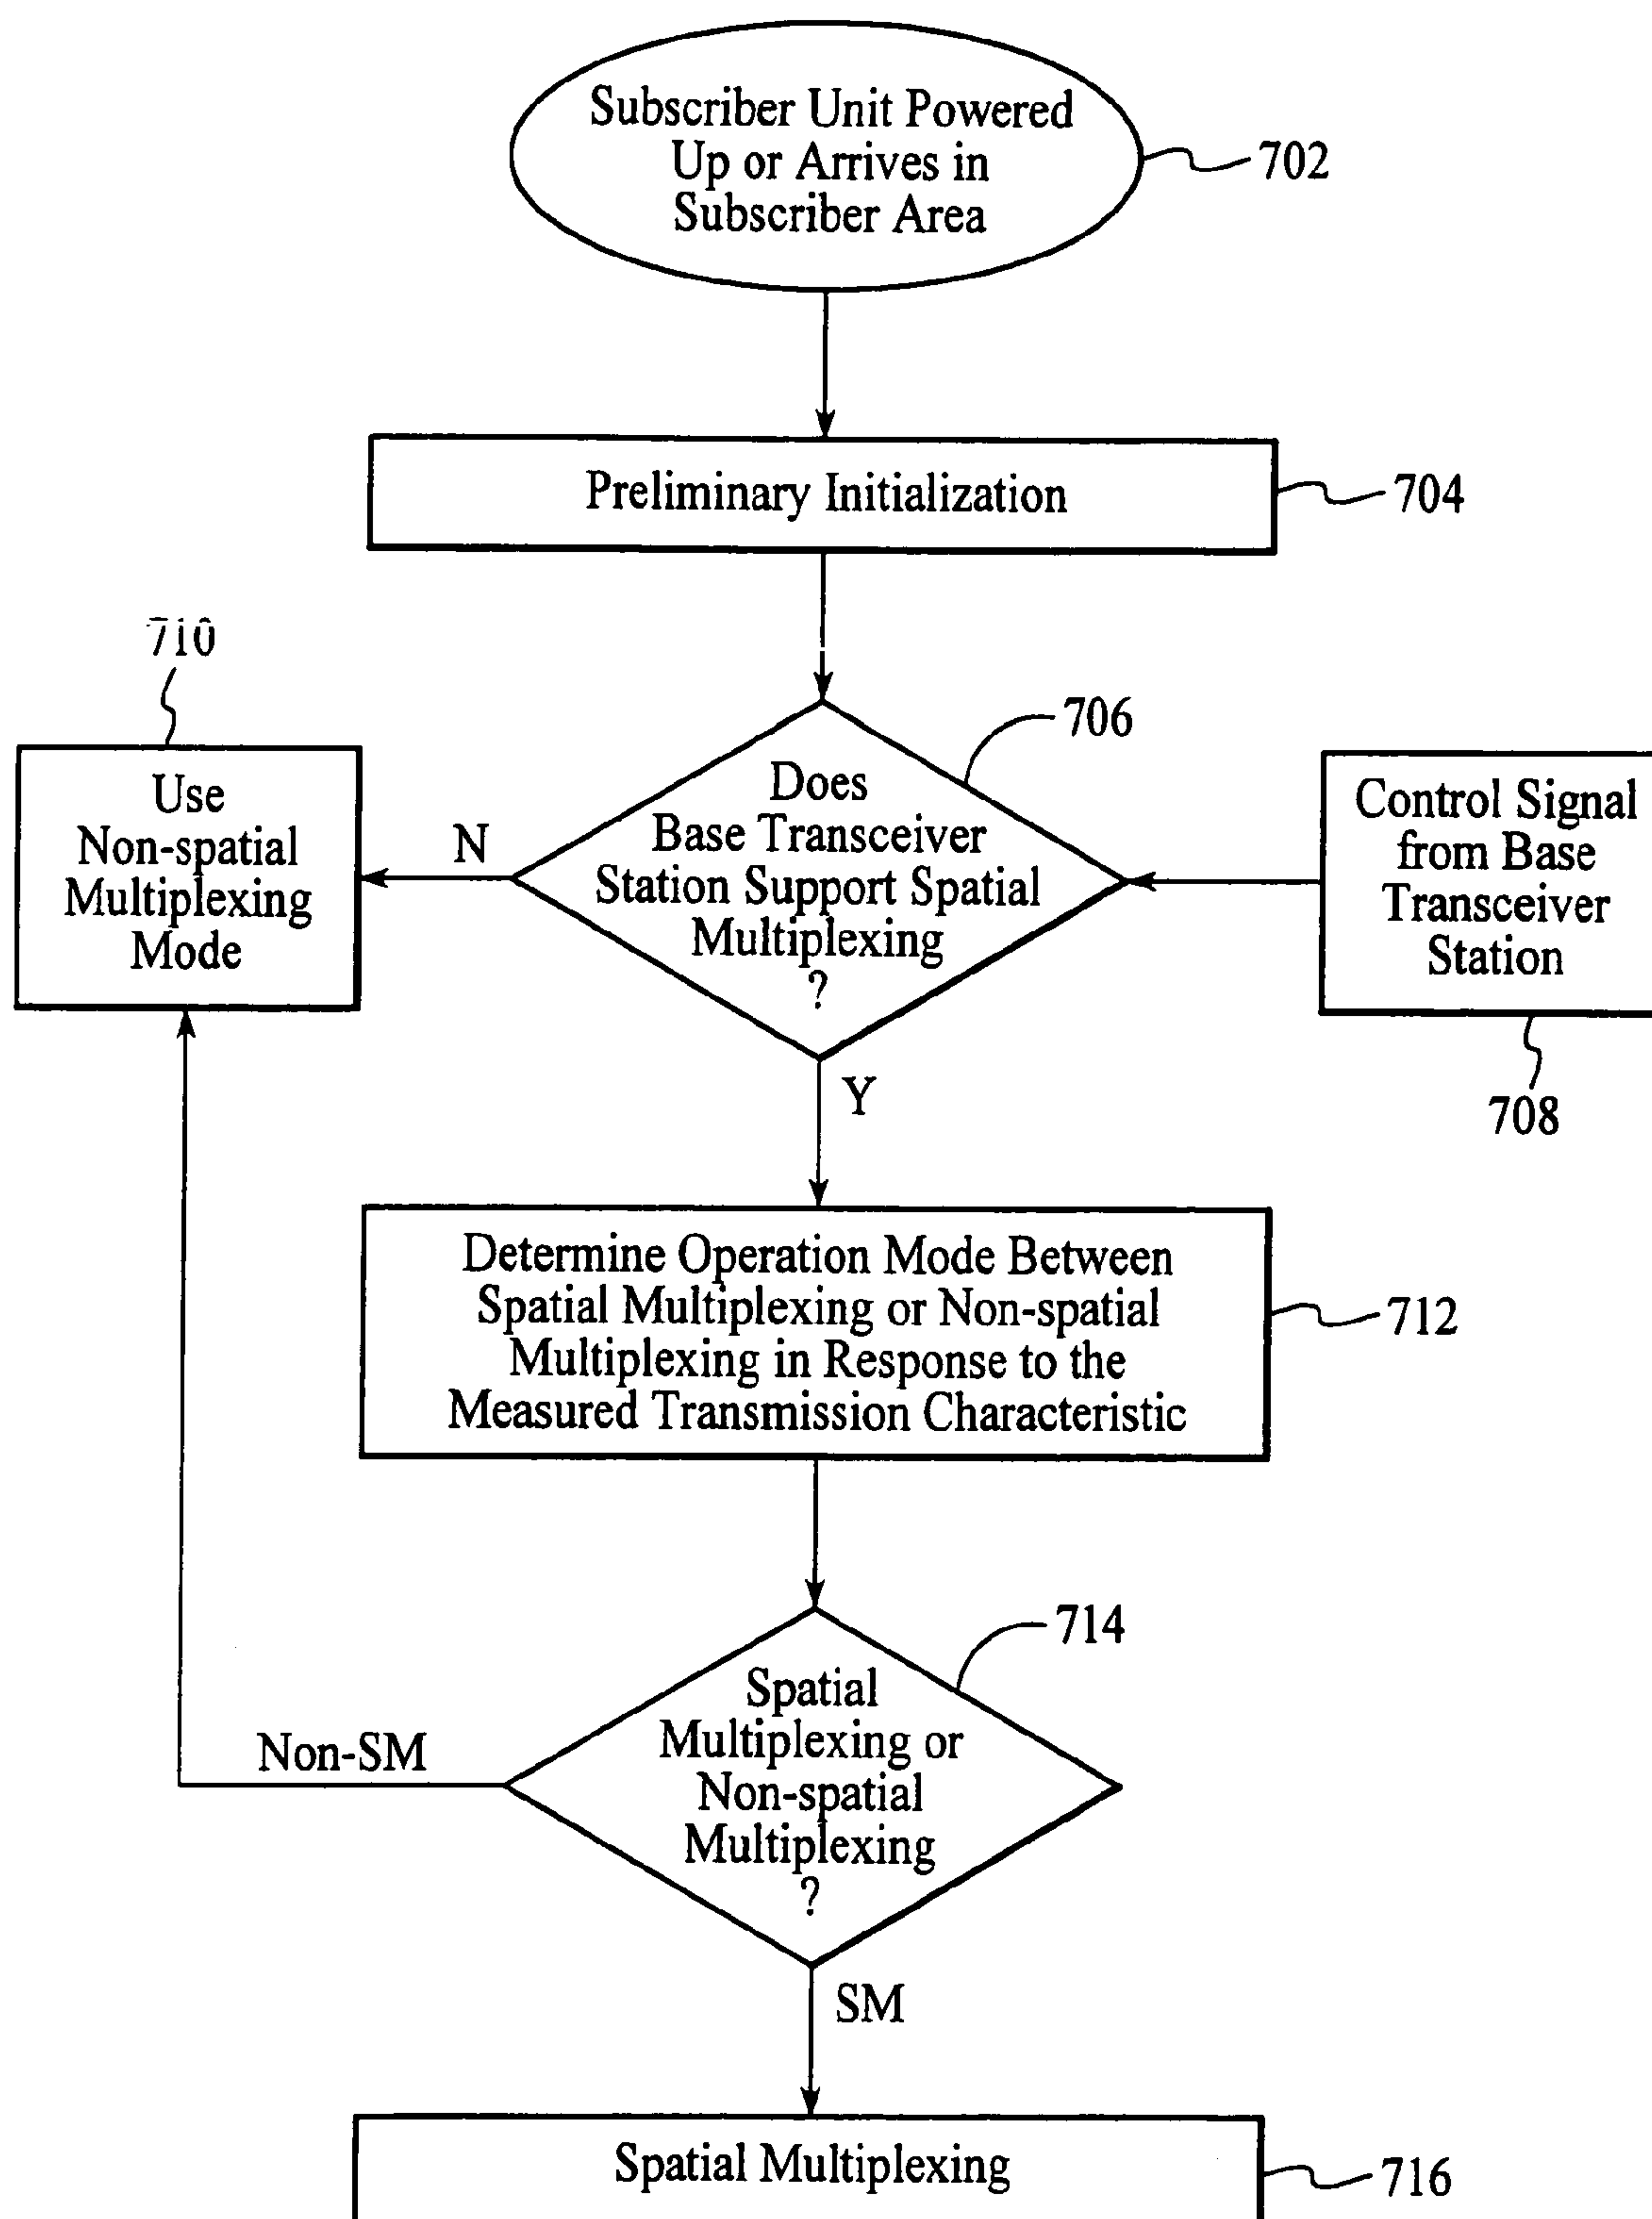 Subscriber Unit Powered
Up or Arrives in
Subscriber Area
702
Preliminary Initialization
704
710
Use
Non-spatial
Multiplexing
Mode
N
706
Does
Base Transceiver
Station Support Spatial
Multiplexing
?
Control Signal
from Base
Transceiver
Station
708
Y
Determine Operation Mode Between
Spatial Multiplexing or Non-spatial
Multiplexing in Response to the
Measured Transmission Characteristic
712
714
Spatial
Multiplexing or
Non-spatial
Multiplexing
?
Non-SM
SM
Spatial Multiplexing
716